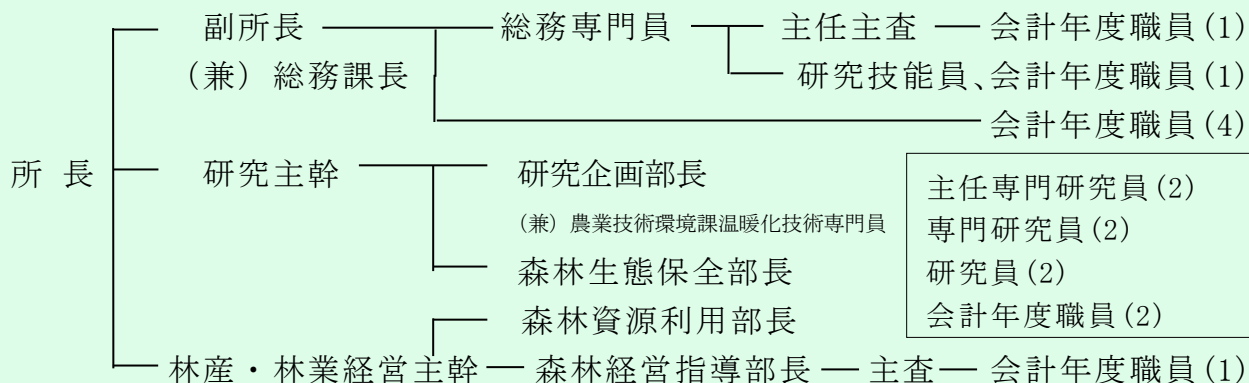 副所長 総務専門員 主任主査 会計年度職員(1)
(兼)総務課長 研究技能員、会計年度職員(1)
会計年度職員(4)
所長 研究主幹 研究企画部長
(兼)農業技術環境課温暖化技術専門員
森林生態保全部長
主任専門研究員(2)
専門研究員(2)
研究員(2)
会計年度職員(2)
森林資源利用部長
林産・林業経営主幹 森林経営指導部長 主査 会計年度職員(1)